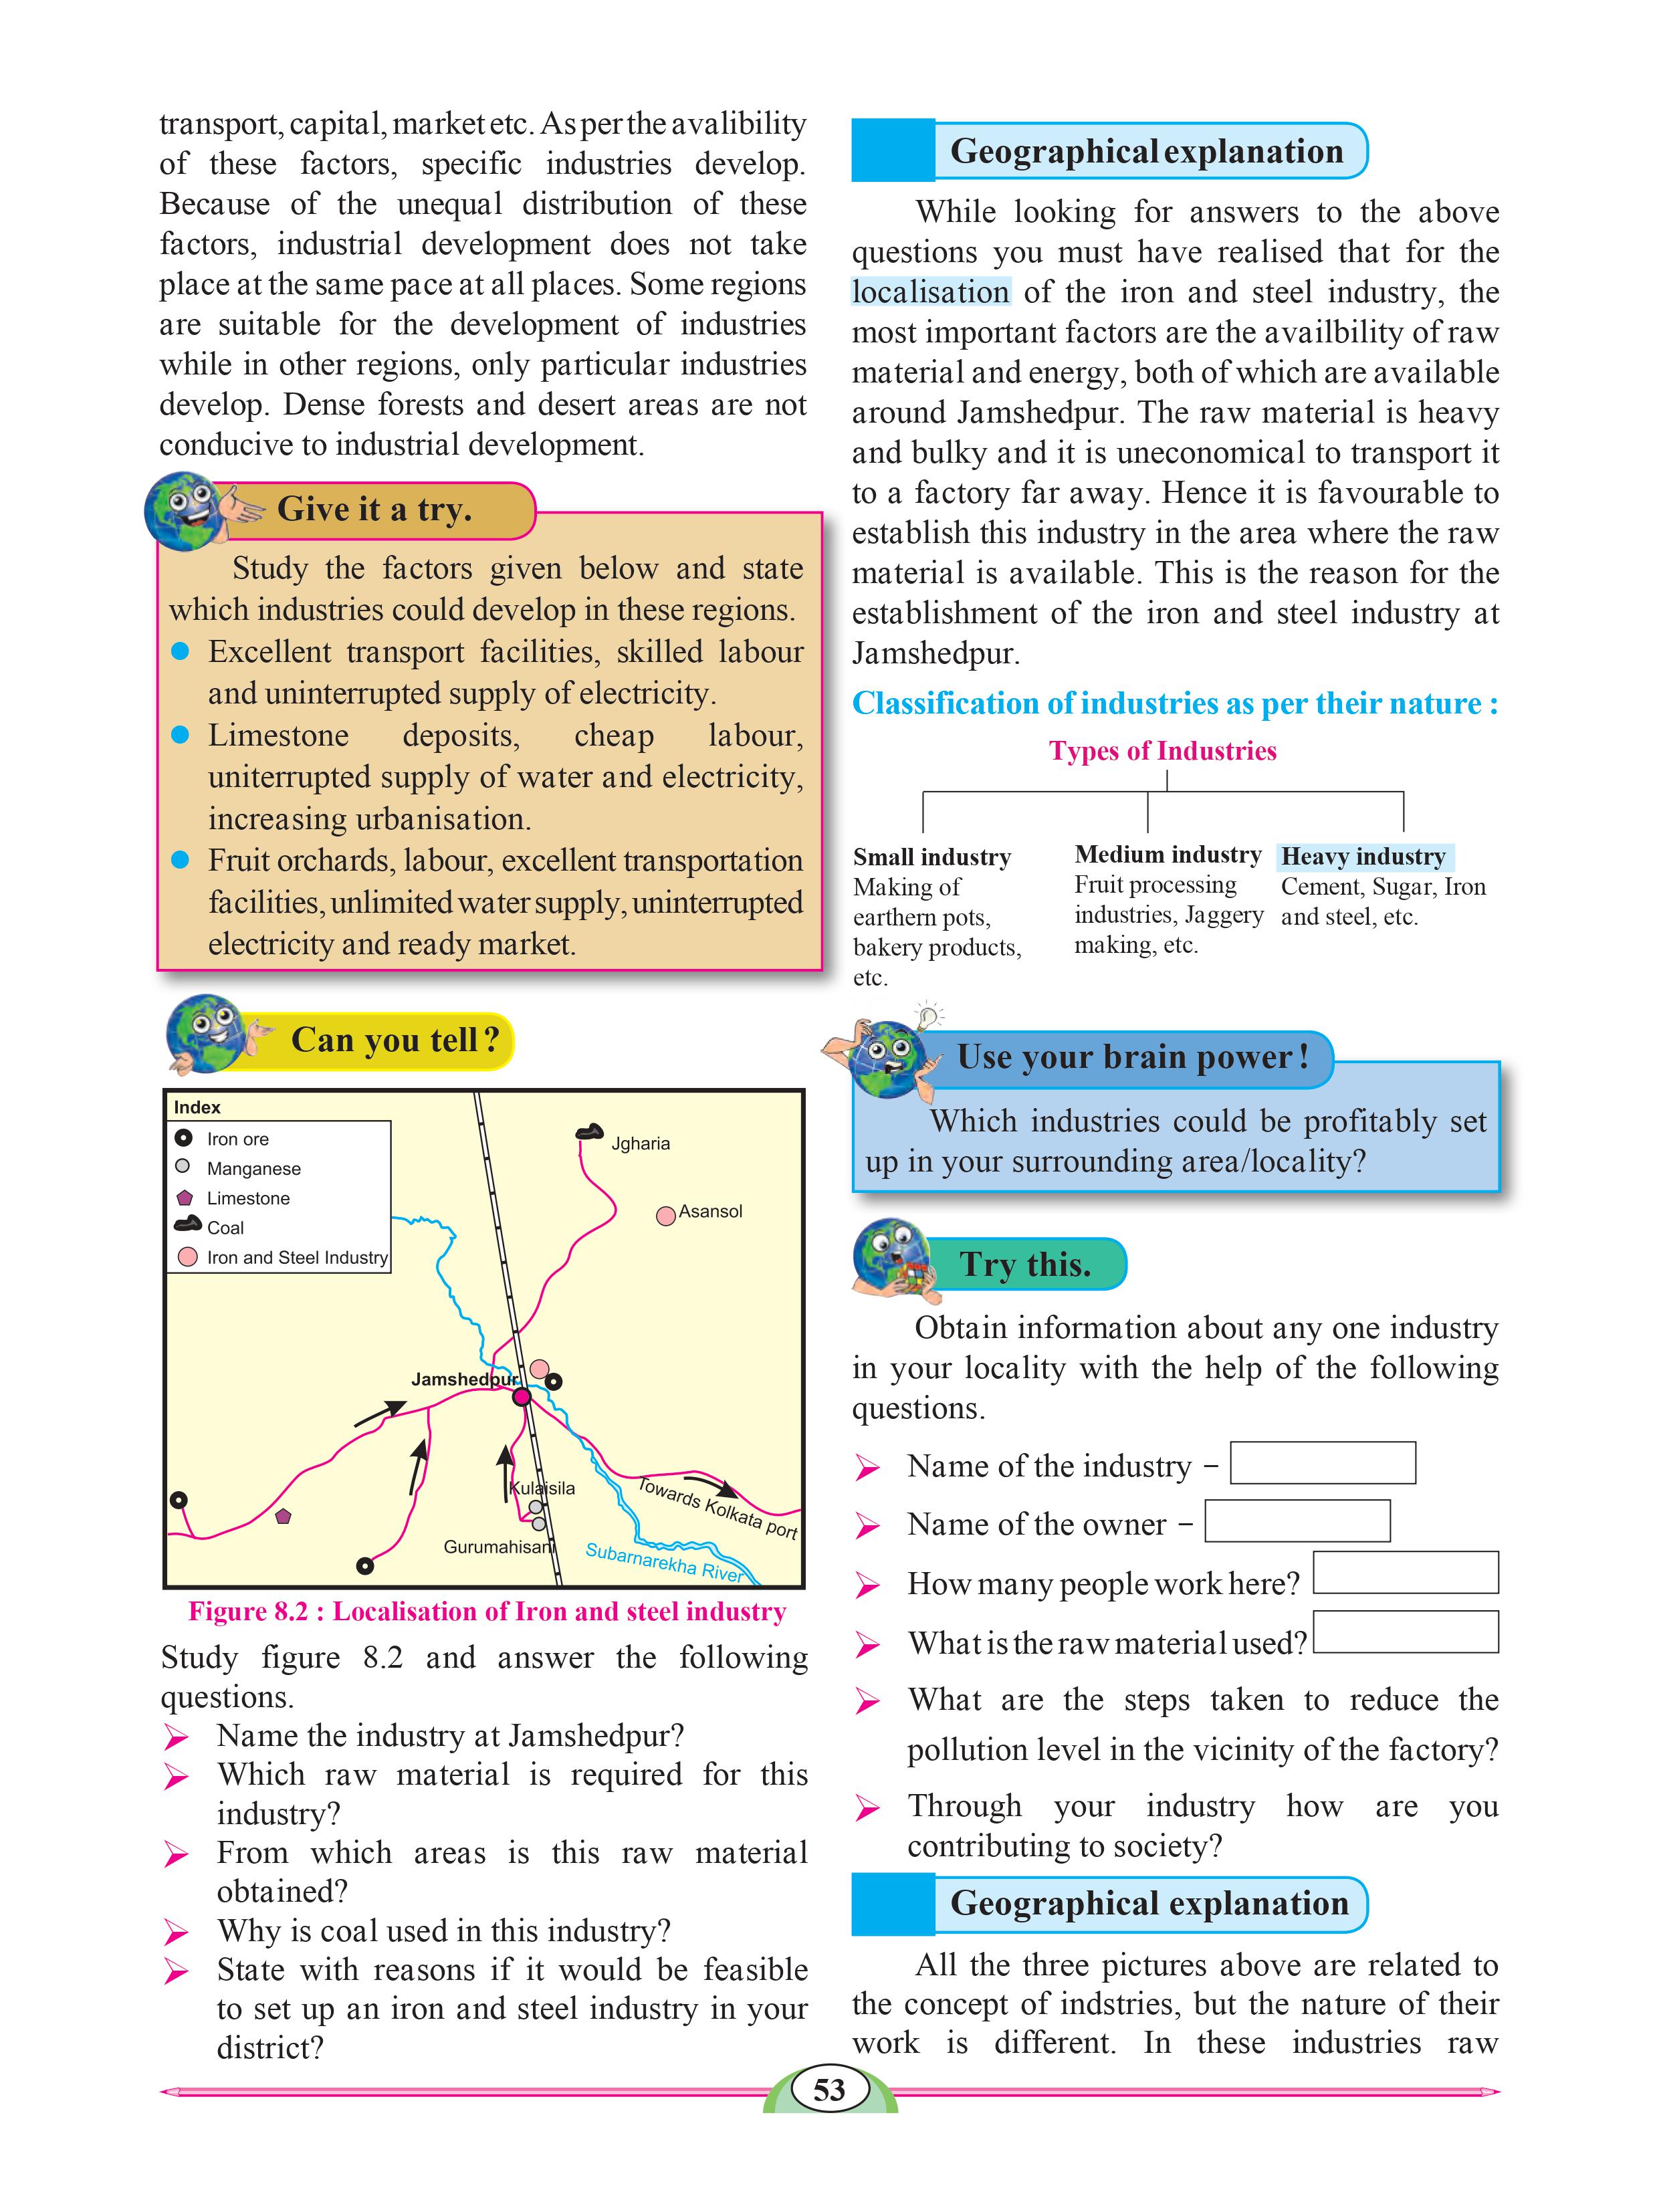 transport, capital, market etc. As per the avalibility
of these factors, specific industries develop.
Because of the unequal distribution of these
factors, industrial development does not take
place at the same pace at all places. Some regions
are suitable for the development of industries
while in other regions, only particular industries
develop. Dense forests and desert areas are not
conducive to industrial development.
Give it a try.
Study the factors given below and state
which industries could develop in these regions.
● Excellent transport facilities, skilled labour
and uninterrupted supply of electricity.
● Limestone deposits, cheap labour,
uniterrupted supply of water and electricity,
increasing urbanisation.
● Fruit orchards, labour, excellent transportation
facilities, unlimited water supply, uninterrupted
electricity and ready market.
Can you tell ?
Index
Iron ore
Manganese
Limestone
Coal
Iron and Steel Industry
Jgharia
Asansol
Jamshedpur
Kulaisila
Gurumahisani
Towards Kolkata port
Subarnarekha River
Figure 8.2 : Localisation of Iron and steel industry
Study figure 8.2 and answer the following
questions.
➢ Name the industry at Jamshedpur?
➢ Which raw material is required for this
industry?
➢ From which areas is this raw material
obtained?
➢ Why is coal used in this industry?
➢ State with reasons if it would be feasible
to set up an iron and steel industry in your
district?
Geographical explanation
While looking for answers to the above
questions you must have realised that for the
localisation of the iron and steel industry, the
most important factors are the availbility of raw
material and energy, both of which are available
around Jamshedpur. The raw material is heavy
and bulky and it is uneconomical to transport it
to a factory far away. Hence it is favourable to
establish this industry in the area where the raw
material is available. This is the reason for the
establishment of the iron and steel industry at
Jamshedpur.
Classification of industries as per their nature :
Types of Industries
Small industry
Making of
earthern pots,
bakery products,
etc.
Medium industry
Fruit processing
industries, Jaggery
making, etc.
Heavy industry
Cement, Sugar, Iron
and steel, etc.
Use your brain power !
Which industries could be profitably set
up in your surrounding area/locality?
Try this.
Obtain information about any one industry
in your locality with the help of the following
questions.
➢ Name of the industry –
➢ Name of the owner –
➢ How many people work here?
➢ What is the raw material used?
➢ What are the steps taken to reduce the
pollution level in the vicinity of the factory?
➢ Through your industry how are you
contributing to society?
Geographical explanation
All the three pictures above are related to
the concept of indstries, but the nature of their
work is different. In these industries raw
53